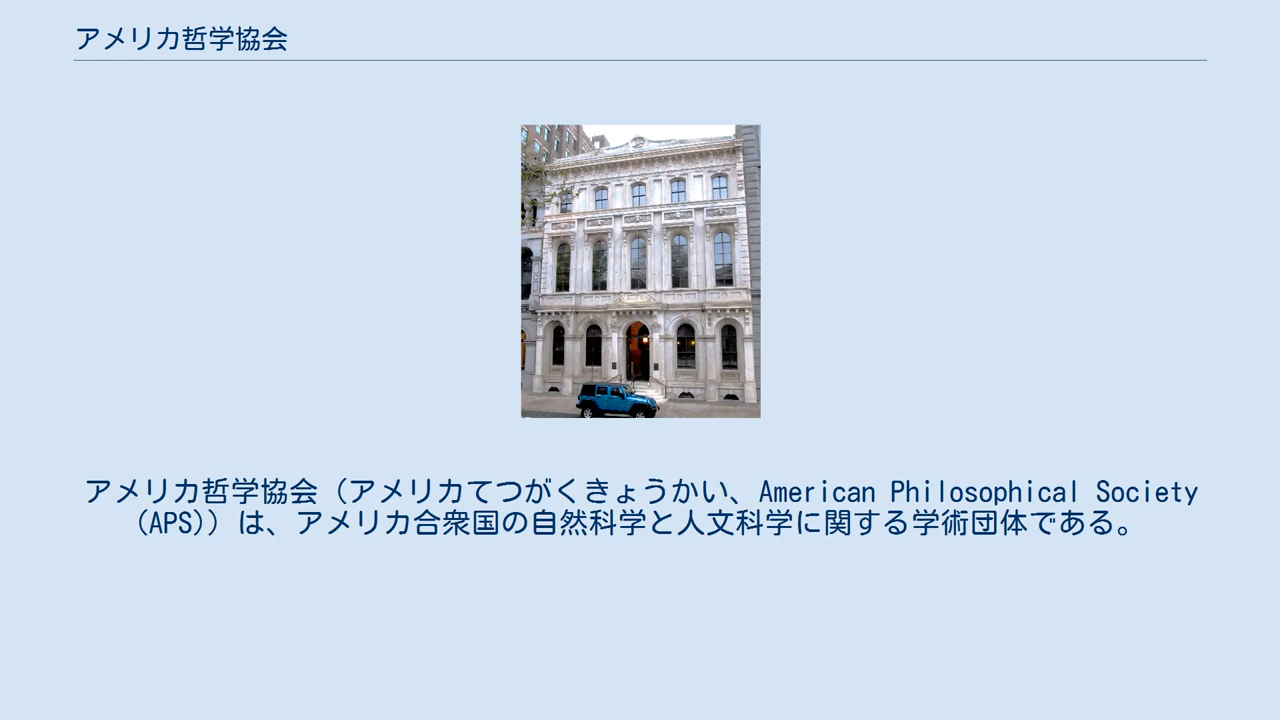 アメリカ哲学協会
アメリカ哲学協会（アメリカてつがくきょうかい、American Philosophical Society
（APS)）は、アメリカ合衆国の自然科学と人文科学に関する学術団体である。